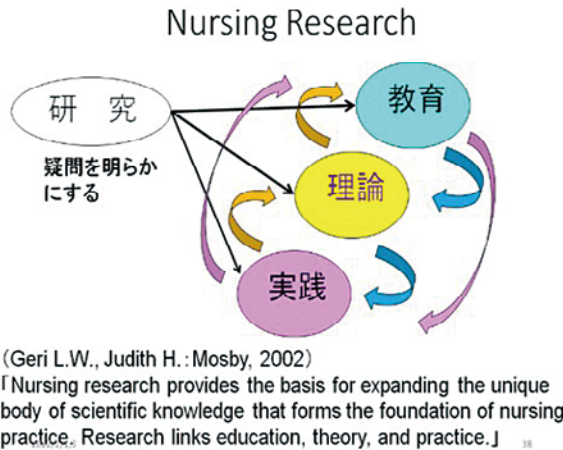 Nursing Research
研 究
教育
疑問を明らか
にする
理論
実践
(Geri L.W., Judith H.: Mosby, 2002)
「Nursing research provides the basis for expanding the unique
body of scientific knowledge that forms the foundation of nursing
practice. Research links education, theory, and practice.」
38